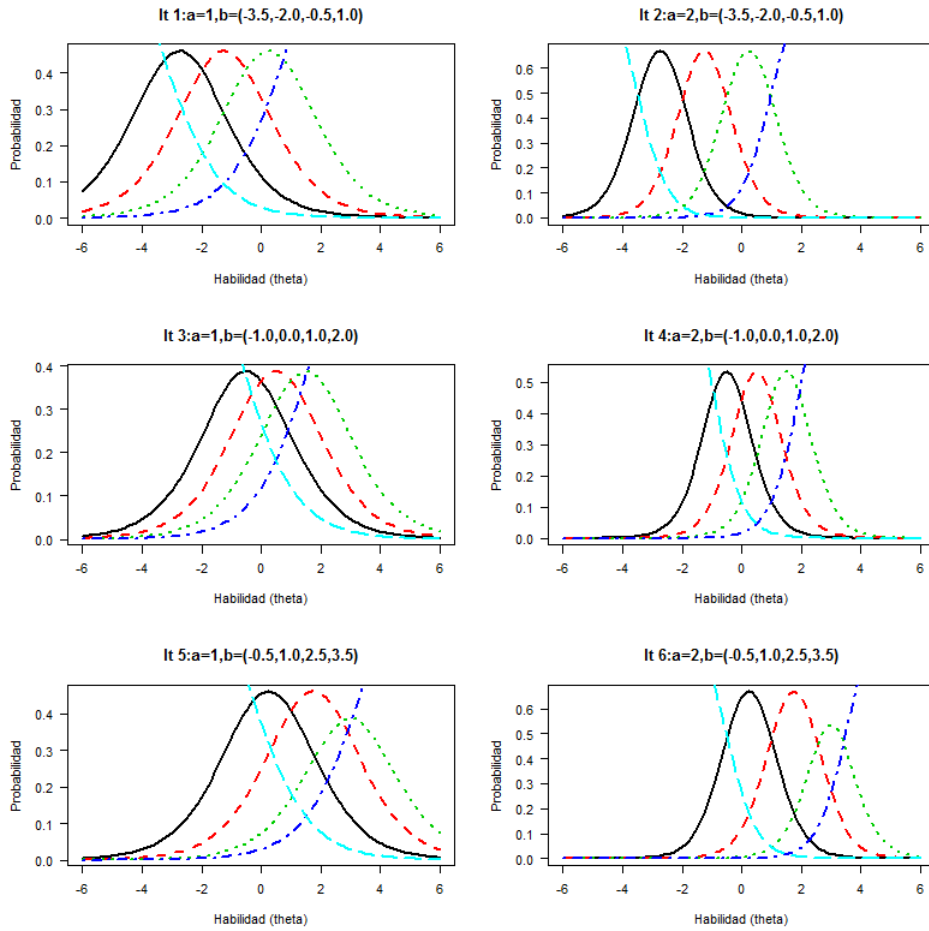 It 1:a=1,b=(-3.5,-2.0,-0.5,1.0)
Probabilidad
0.4
0.3
0.2
0.1
0.0
-6 -4 -2 0 2 4 6
Habilidad (theta)
It 2:a=2,b=(-3.5,-2.0,-0.5,1.0)
Probabilidad
0.6
0.5
0.4
0.3
0.2
0.1
0.0
-6 -4 -2 0 2 4 6
Habilidad (theta)
It 3:a=1,b=(-1.0,0.0,1.0,2.0)
Probabilidad
0.4
0.3
0.2
0.1
0.0
-6 -4 -2 0 2 4 6
Habilidad (theta)
It 4:a=2,b=(-1.0,0.0,1.0,2.0)
Probabilidad
0.5
0.4
0.3
0.2
0.1
0.0
-6 -4 -2 0 2 4 6
Habilidad (theta)
It 5:a=1,b=(-0.5,1.0,2.5,3.5)
Probabilidad
0.4
0.3
0.2
0.1
0.0
-6 -4 -2 0 2 4 6
Habilidad (theta)
It 6:a=2,b=(-0.5,1.0,2.5,3.5)
Probabilidad
0.6
0.5
0.4
0.3
0.2
0.1
0.0
-6 -4 -2 0 2 4 6
Habilidad (theta)